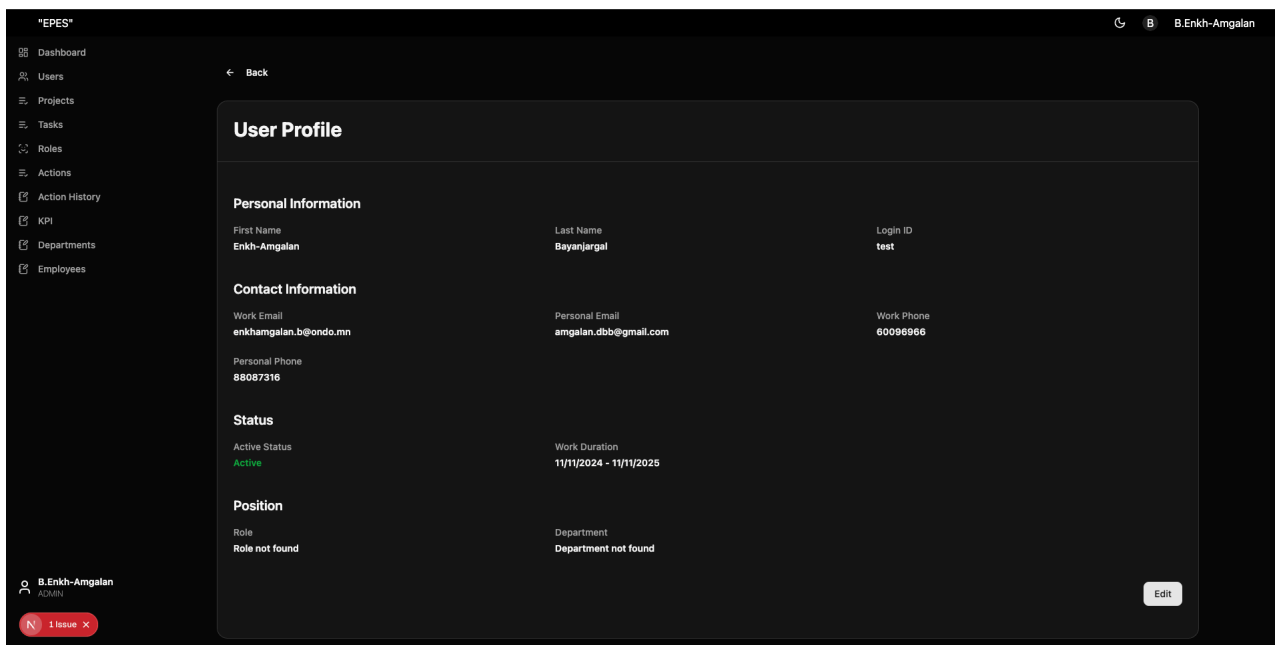 "EPES"
B
B.Enkh-Amgalan
Dashboard
Users
Projects
Tasks
Roles
Actions
Action History
KPI
Departments
Employees
← Back
User Profile
Personal Information
First Name Last Name Login ID
Enkh-Amgalan Bayanjargal test
Contact Information
Work Email Personal Email Work Phone
enkhamgalan.b@ondo.mn amgalan.dbb@gmail.com 60096966
Personal Phone
88087316
Status
Active Status Work Duration
Active 11/11/2024 - 11/11/2025
Position
Role Department
Role not found Department not found
Edit
B.Enkh-Amgalan
ADMIN
N 1 Issue X